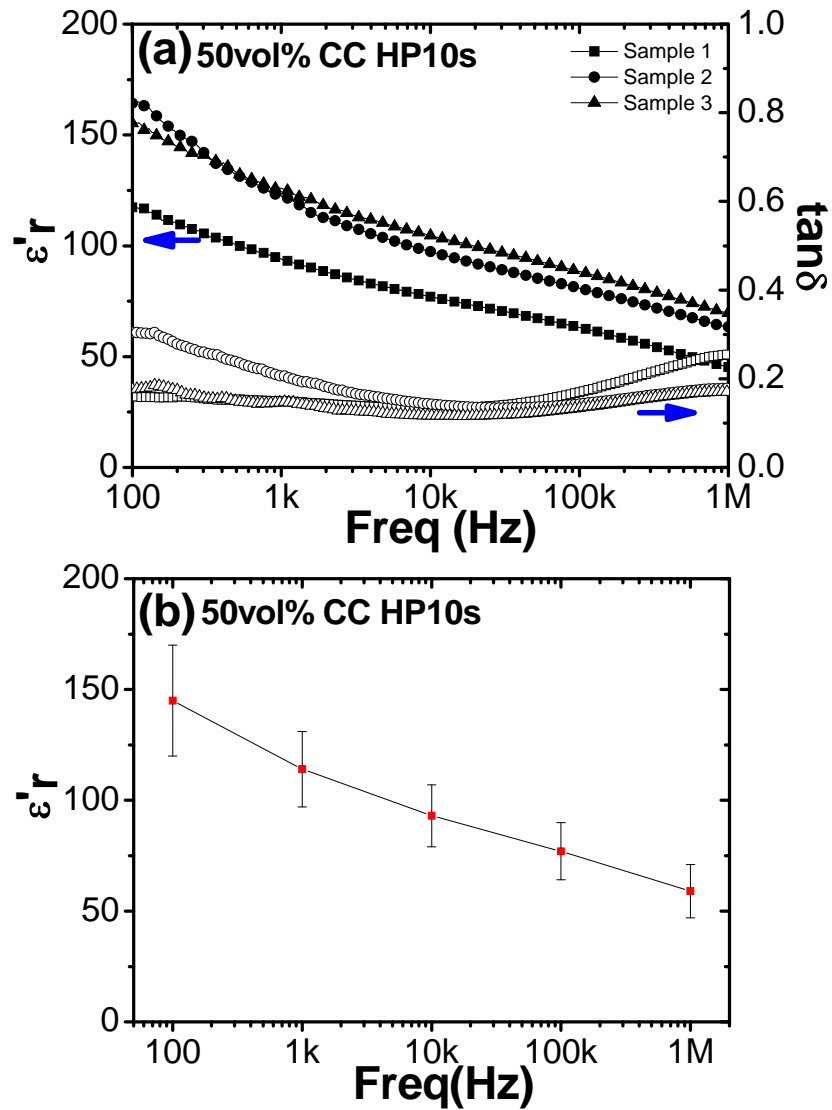 (a) 50vol% CC HP10s
Sample 1
Sample 2
Sample 3
200
150
100
50
0
ε'r
1.0
0.8
0.6
0.4
0.2
0.0
tanδ
100 1k 10k 100k 1M
Freq (Hz)
(b) 50vol% CC HP10s
200
150
100
50
0
ε'r
100 1k 10k 100k 1M
Freq(Hz)